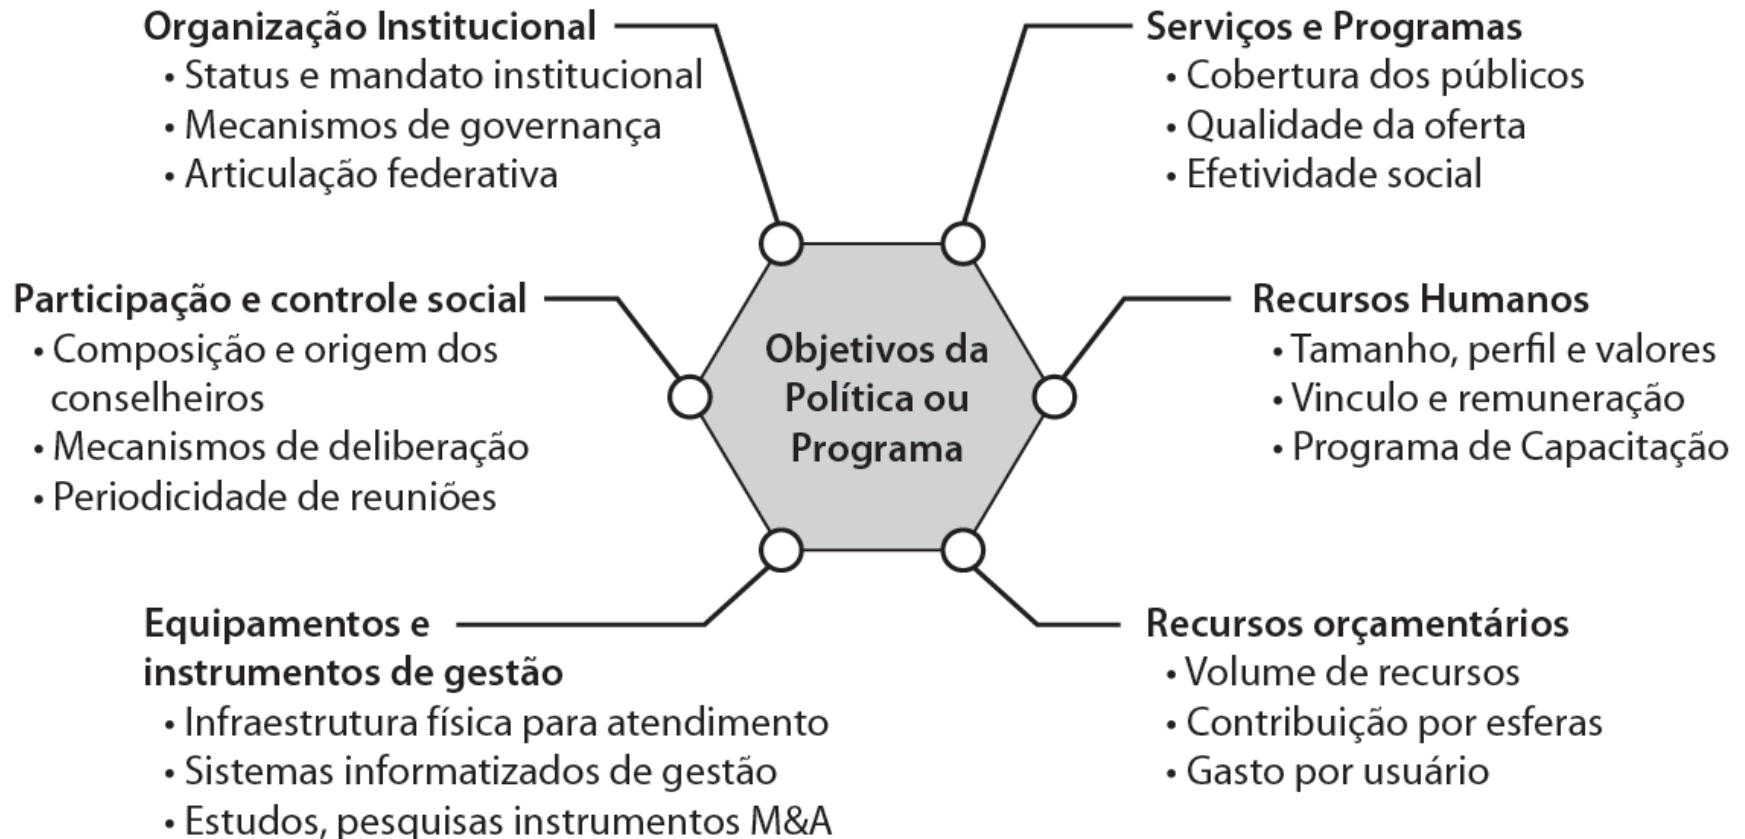 Organização Institucional
• Status e mandato institucional
• Mecanismos de governança
• Articulação federativa
Serviços e Programas
• Cobertura dos públicos
• Qualidade da oferta
• Efetividade social
Participação e controle social
• Composição e origem dos
conselheiros
• Mecanismos de deliberação
• Periodicidade de reuniões
Objetivos da
Política ou
Programa
Recursos Humanos
• Tamanho, perfil e valores
• Vinculo e remuneração
• Programa de Capacitação
Equipamentos e
instrumentos de gestão
• Infraestrutura física para atendimento
• Sistemas informatizados de gestão
• Estudos, pesquisas instrumentos M&A
Recursos orçamentários
• Volume de recursos
• Contribuição por esferas
• Gasto por usuário